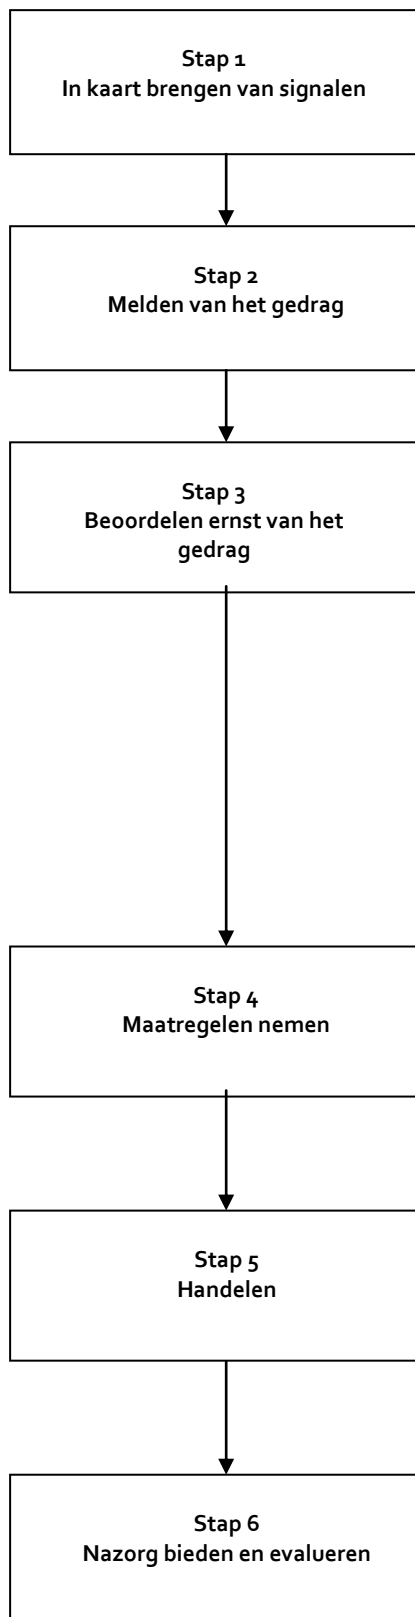 Stap 1
In kaart brengen van signalen
Stap 2
Melden van het gedrag
Stap 3
Beoordelen ernst van het
gedrag
Stap 4
Maatregelen nemen
Stap 5
Handelen
Stap 6
Nazorg bieden en evalueren